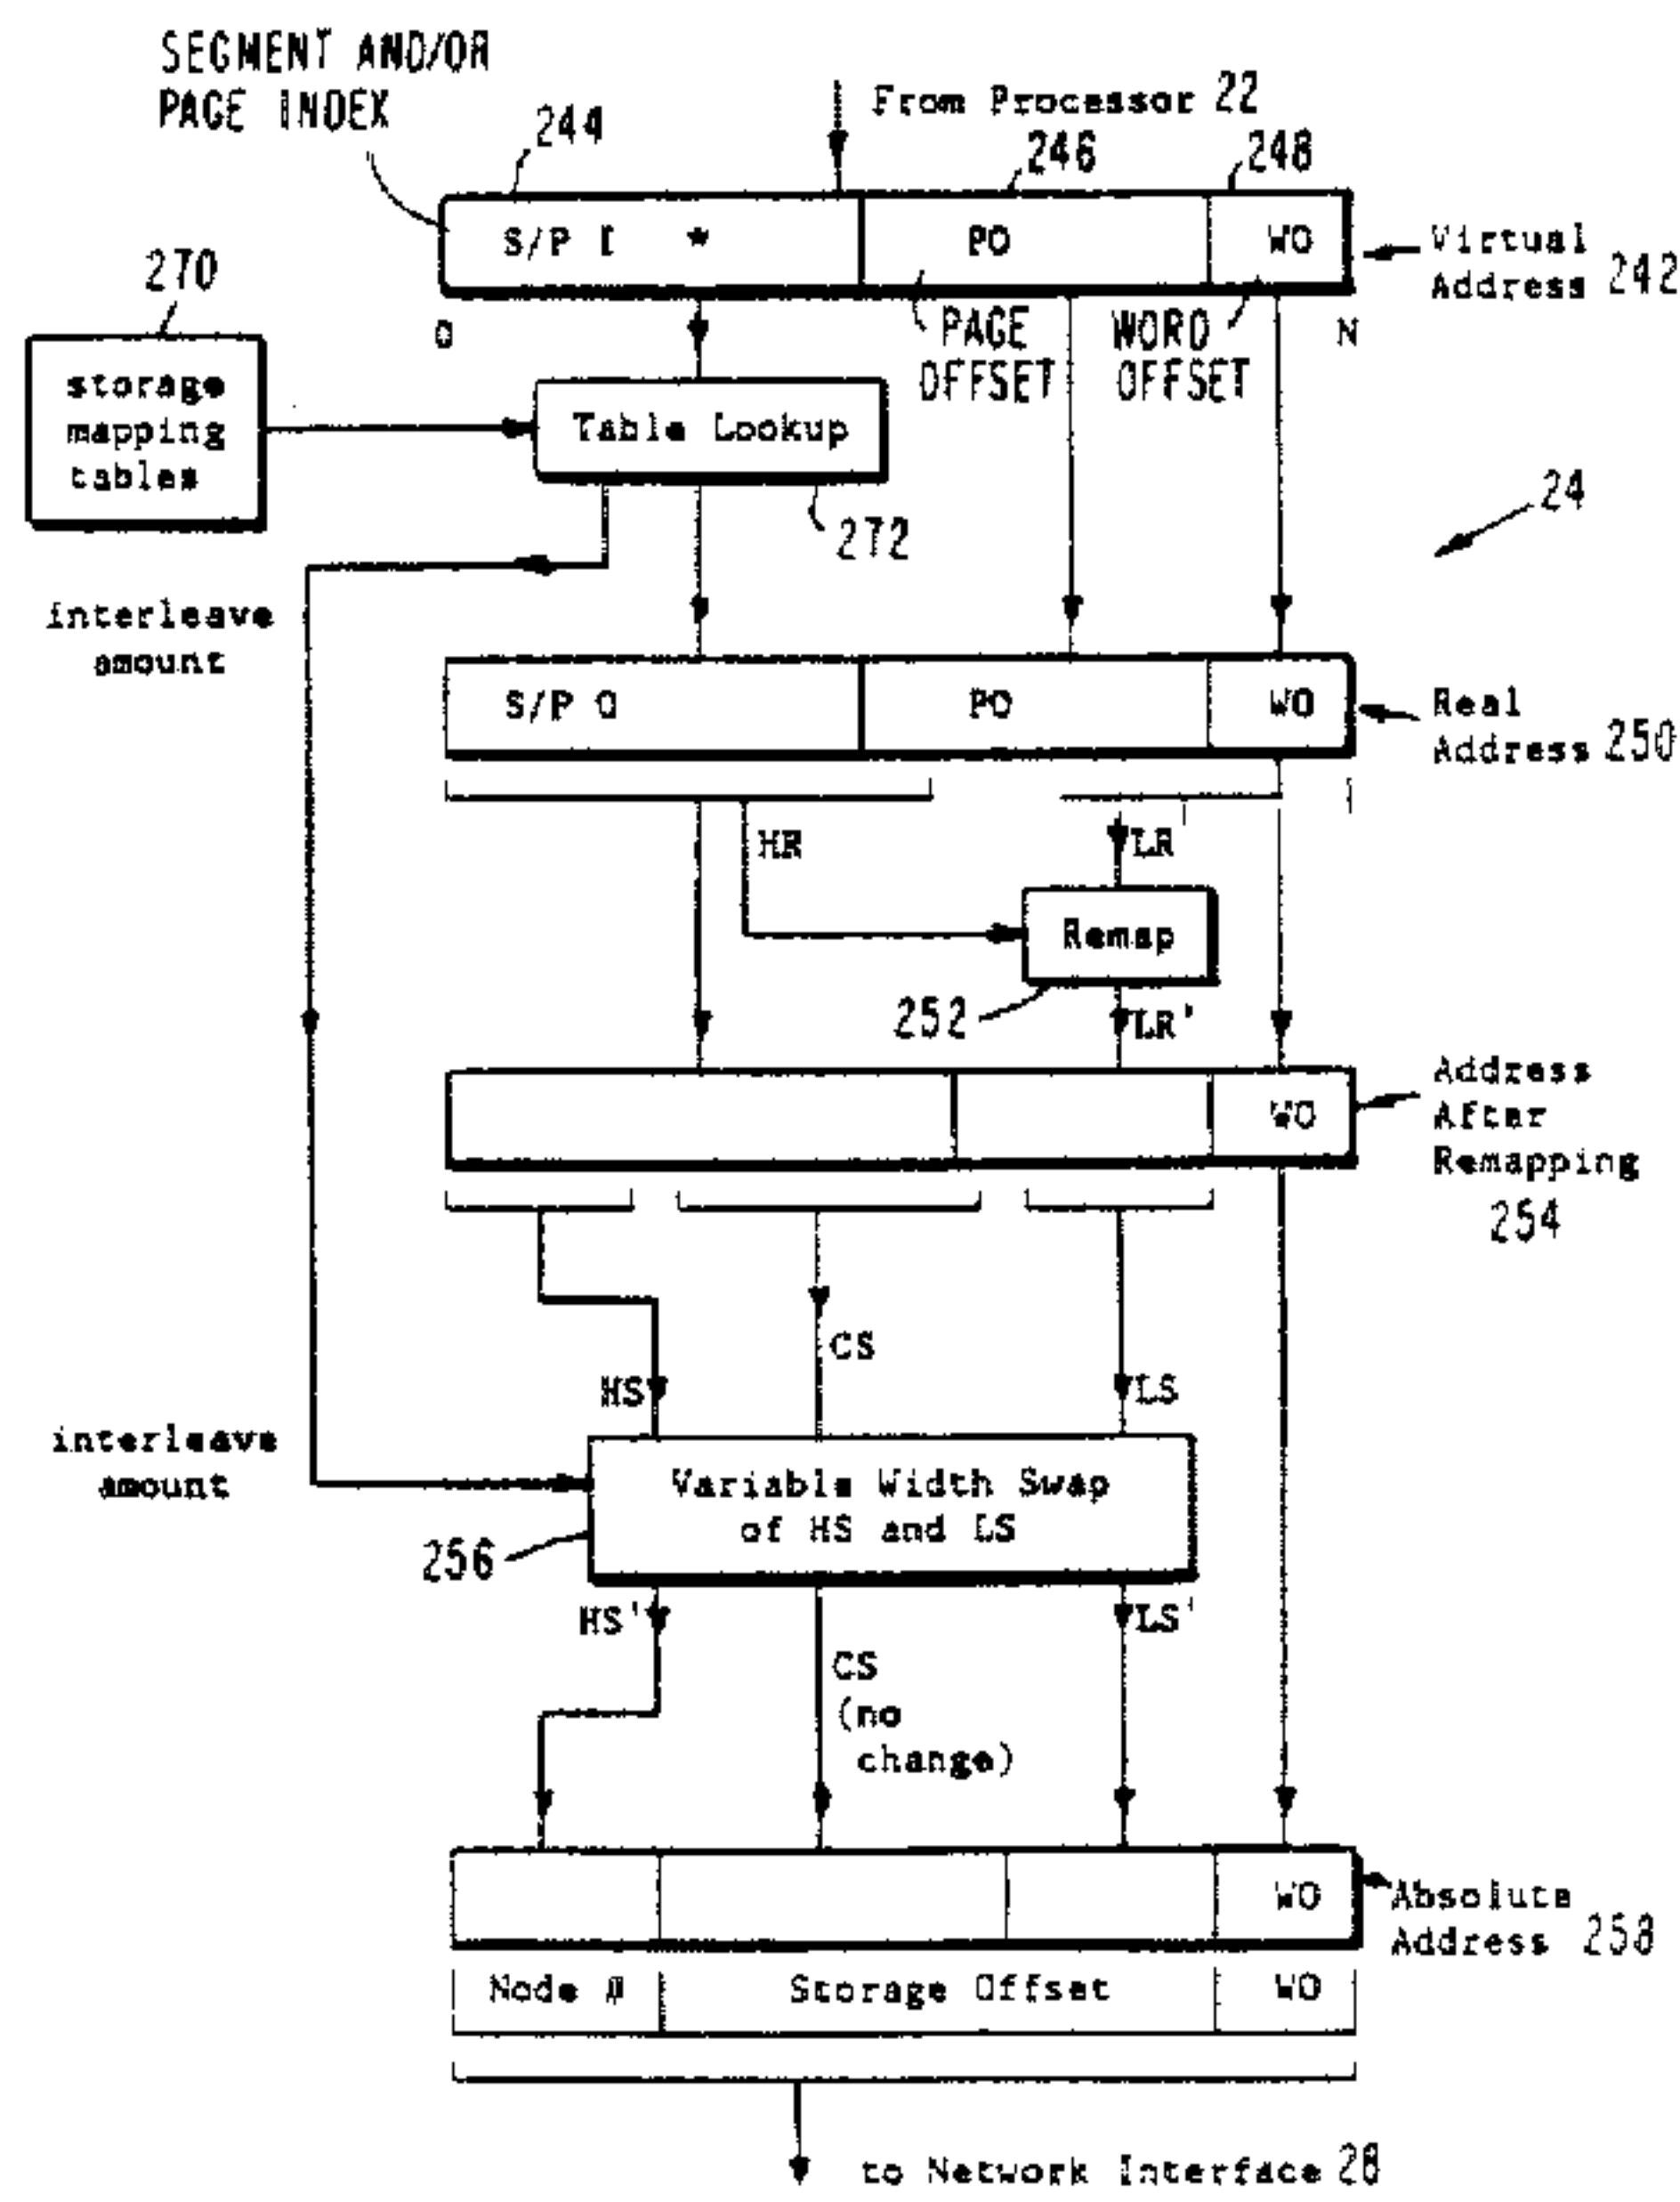 SEGMENT AND/OR
PAGE INDEX
244
From Processor 22
246
248
S/P I *
PO
WO
Virtual
Address 242
270
0
PAGE
OFFSET
WORD
OFFSET
N
storage
mapping
tables
Table Lookup
272
24
interleave
amount
S/P O
PO
WO
Real
Address 250
HR
LR
Remap
252
LR'
WO
Address
After
Remapping
254
CS
HS
LS
interleave
amount
Variable Width Swap
of HS and LS
256
HS'
LS'
CS
(no
change)
WO
Absolute
Address 258
Node #
Storage Offset
WO
to Network Interface 28